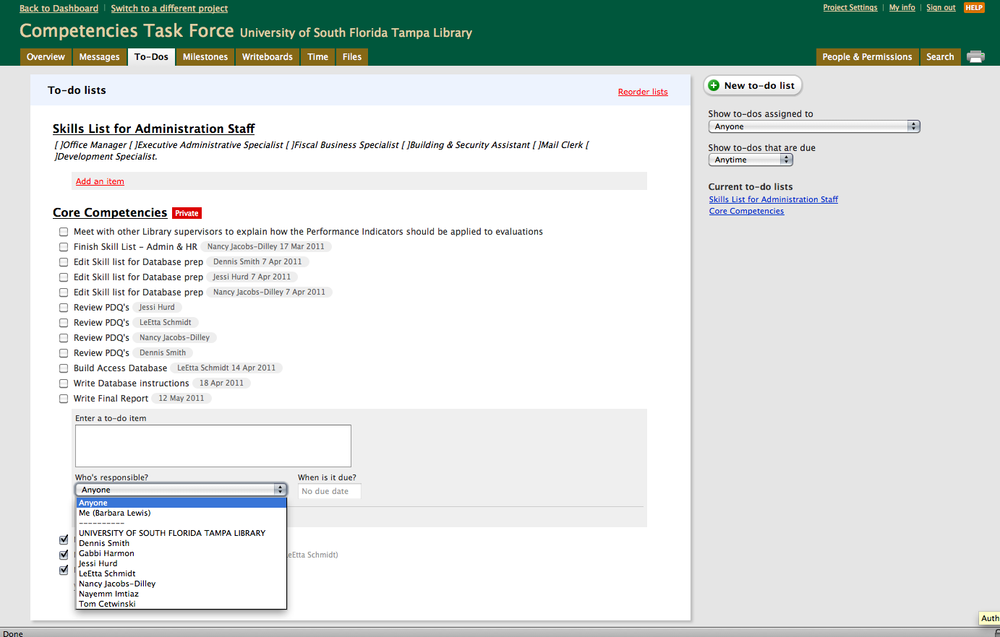 Back to Dashboard | Switch to a different project
Project Settings | My info | Sign out HELP
Competencies Task Force University of South Florida Tampa Library
Overview Messages To-Dos Milestones Writeboards Time Files
People & Permissions Search
To-do lists
Reorder lists
New to-do list
Show to-dos assigned to
Anyone
Show to-dos that are due
Anytime
Current to-do lists
Skills List for Administration Staff
Core Competencies
Skills List for Administration Staff
[ ]Office Manager [ ]Executive Administrative Specialist [ ]Fiscal Business Specialist [ ]Building & Security Assistant [ ]Mail Clerk [
]Development Specialist.
Add an item
Core Competencies Private
Meet with other Library supervisors to explain how the Performance Indicators should be applied to evaluations
Finish Skill List - Admin & HR Nancy Jacobs-Dilley 17 Mar 2011
Edit Skill list for Database prep Dennis Smith 7 Apr 2011
Edit Skill list for Database prep Jessi Hurd 7 Apr 2011
Edit Skill list for Database prep Nancy Jacobs-Dilley 7 Apr 2011
Review PDQ's Jessi Hurd
Review PDQ's LeEtta Schmidt
Review PDQ's Nancy Jacobs-Dilley
Review PDQ's Dennis Smith
Build Access Database LeEtta Schmidt 14 Apr 2011
Write Database instructions 18 Apr 2011
Write Final Report 12 May 2011
Enter a to-do item
Who's responsible? When is it due?
Anyone No due date
Anyone
Me (Barbara Lewis)
----------
UNIVERSITY OF SOUTH FLORIDA TAMPA LIBRARY
Dennis Smith
Gabbi Harmon
Jessi Hurd
LeEtta Schmidt
Nancy Jacobs-Dilley
Nayemm Imtiaz
Tom Cetwinski
eEtta Schmidt)
Auth
Done